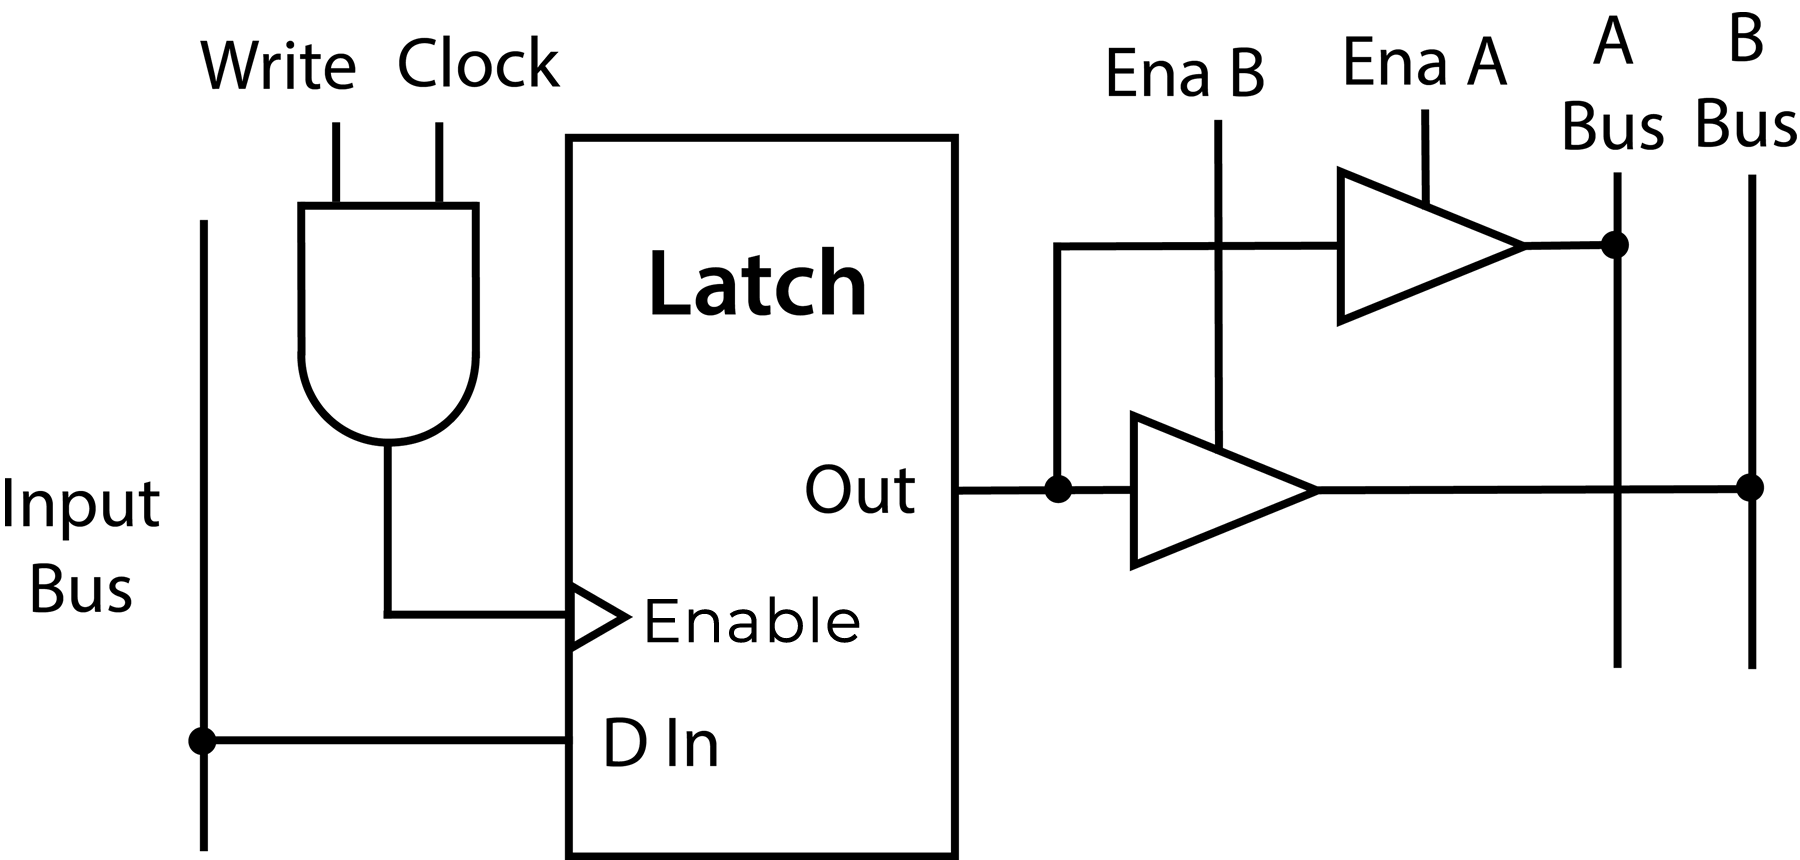 Write
Clock
Ena B
Ena A
A
Bus
B
Bus
Latch
Out
Input
Bus
Enable
D In